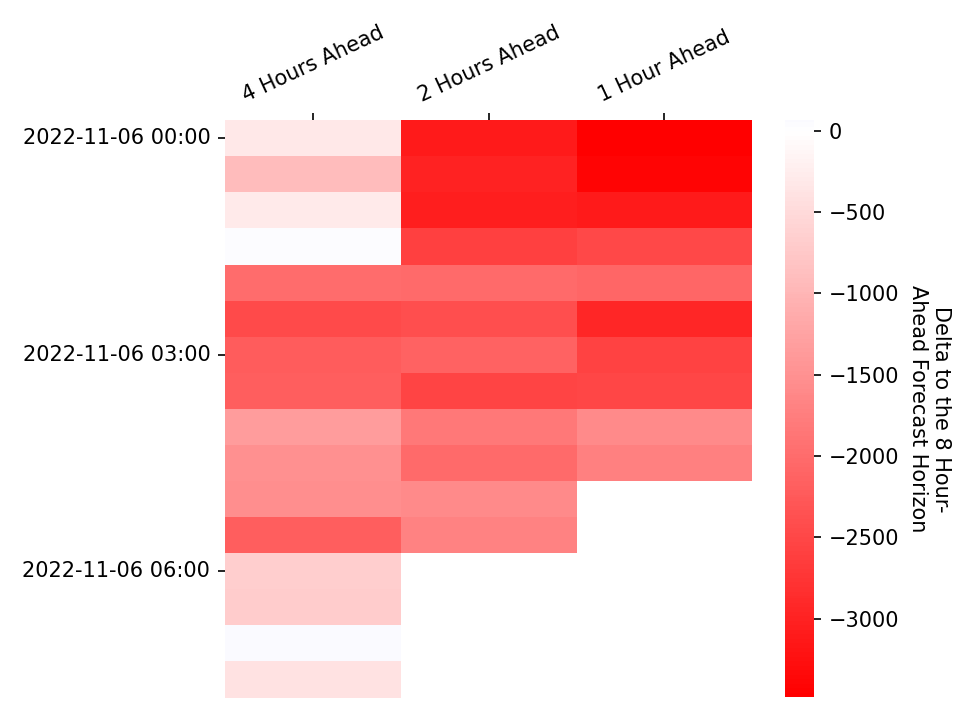 4 Hours Ahead
2 Hours Ahead
1 Hour Ahead
2022-11-06 00:00
2022-11-06 03:00
2022-11-06 06:00
0
−500
−1000
−1500
−2000
−2500
−3000
Delta to the 8 Hour-
Ahead Forecast Horizon